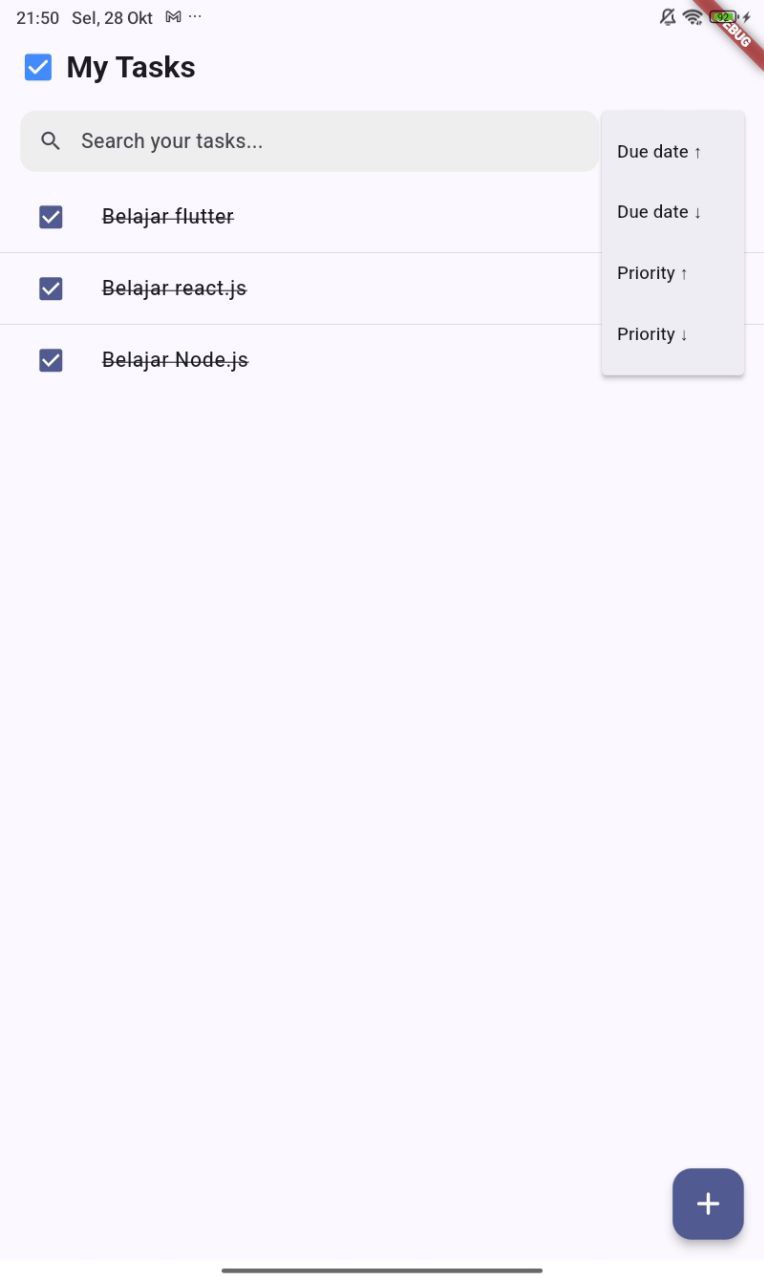 21:50 Sel, 28 Okt ...
92
DEBUG
My Tasks
Search your tasks...
Due date ↑
Due date ↓
Priority ↑
Priority ↓
Belajar flutter
Belajar react.js
Belajar Node.js